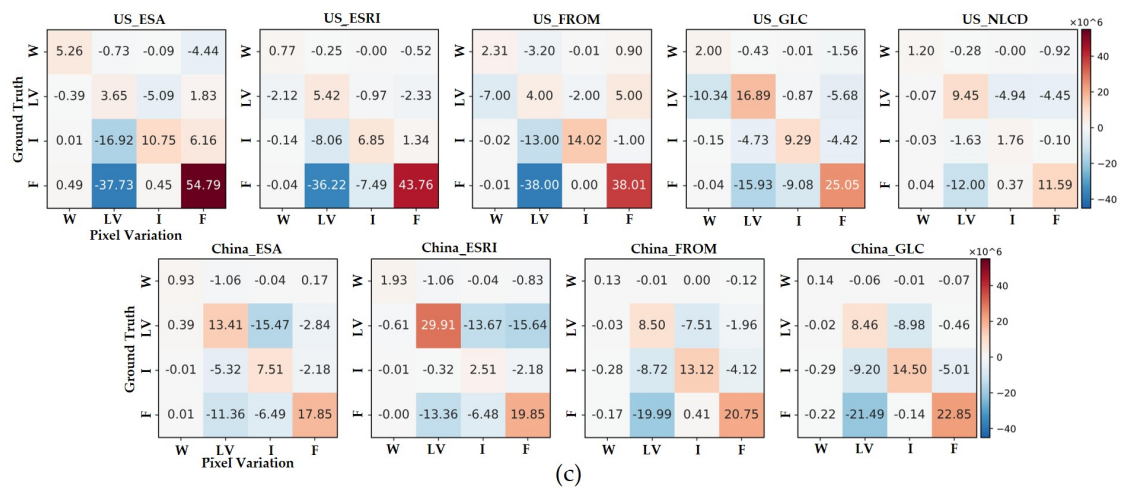 US_ESA US_ESRI US_FROM US_GLC US_NLCD
×10^6
W 5.26 -0.73 -0.09 -4.44 W 0.77 -0.25 -0.00 -0.52 W 2.31 -3.20 -0.01 0.90 W 2.00 -0.43 -0.01 -1.56 W 1.20 -0.28 -0.00 -0.92
LV -0.39 3.65 -5.09 1.83 LV -2.12 5.42 -0.97 -2.33 LV -7.00 4.00 -2.00 5.00 LV -10.34 16.89 -0.87 -5.68 LV -0.07 9.45 -4.94 -4.45
I 0.01 -16.92 10.75 6.16 I -0.14 -8.06 6.85 1.34 I -0.02 -13.00 14.02 -1.00 I -0.15 -4.73 9.29 -4.42 I -0.03 -1.63 1.76 -0.10
F 0.49 -37.73 0.45 54.79 F -0.04 -36.22 -7.49 43.76 F -0.01 -38.00 0.00 38.01 F -0.04 -15.93 -9.08 25.05 F 0.04 -12.00 0.37 11.59
W LV I F W LV I F W LV I F W LV I F W LV I F
Ground Truth
Pixel Variation
40
20
0
−20
−40
China_ESA China_ESRI China_FROM China_GLC
×10^6
W 0.93 -1.06 -0.04 0.17 W 1.93 -1.06 -0.04 -0.83 W 0.13 -0.01 0.00 -0.12 W 0.14 -0.06 -0.01 -0.07
LV 0.39 13.41 -15.47 -2.84 LV -0.61 29.91 -13.67 -15.64 LV -0.03 8.50 -7.51 -1.96 LV -0.02 8.46 -8.98 -0.46
I -0.01 -5.32 7.51 -2.18 I -0.01 -0.32 2.51 -2.18 I -0.28 -8.72 13.12 -4.12 I -0.29 -9.20 14.50 -5.01
F 0.01 -11.36 -6.49 17.85 F -0.00 -13.36 -6.48 19.85 F -0.17 -19.99 0.41 20.75 F -0.22 -21.49 -0.14 22.85
W LV I F W LV I F W LV I F W LV I F
Ground Truth
Pixel Variation
40
20
0
−20
−40
(c)